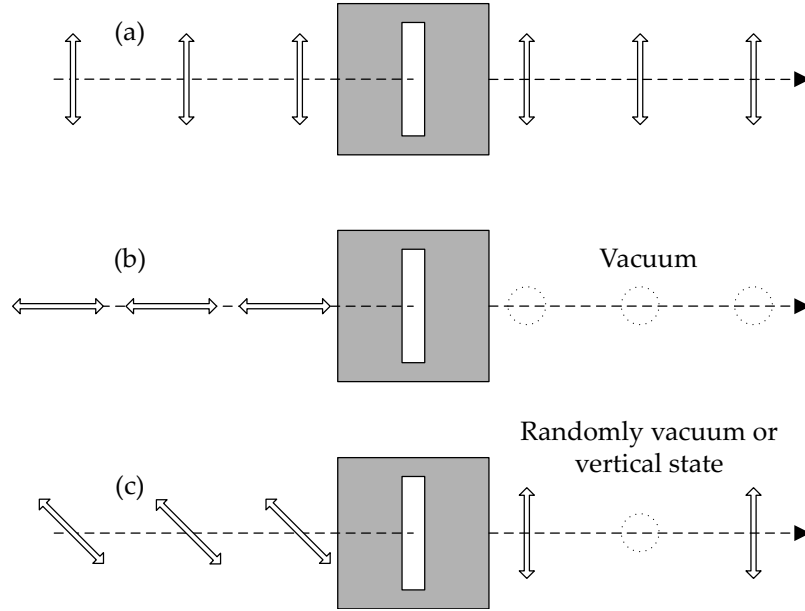 (a)
(b)
Vacuum
Randomly vacuum or
vertical state
(c)